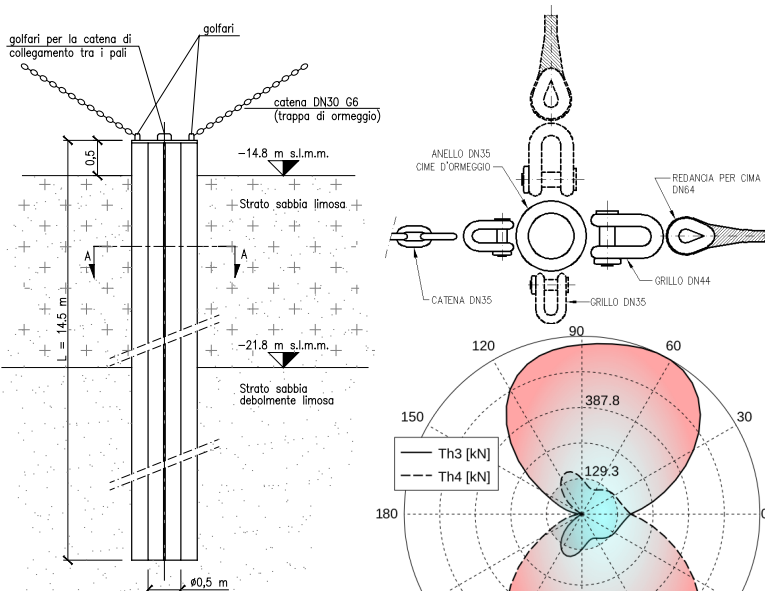 golfari
golfari per la catena di
collegamento tra i pali
catena DN30 G6
(trappa di ormeggio)
0,5
-14.8 m s.l.m.m.
Strato sabbia limosa
A
A
L = 14.5 m
-21.8 m s.l.m.m.
Strato sabbia
debolmente limosa
ø0,5 m
ANELLO DN35
CIME D'ORMEGGIO
REDANCIA PER CIMA
DN64
GRILLO DN44
CATENA DN35
GRILLO DN35
90
120
60
150
30
387.8
129.3
Th3 [kN]
Th4 [kN]
180
0